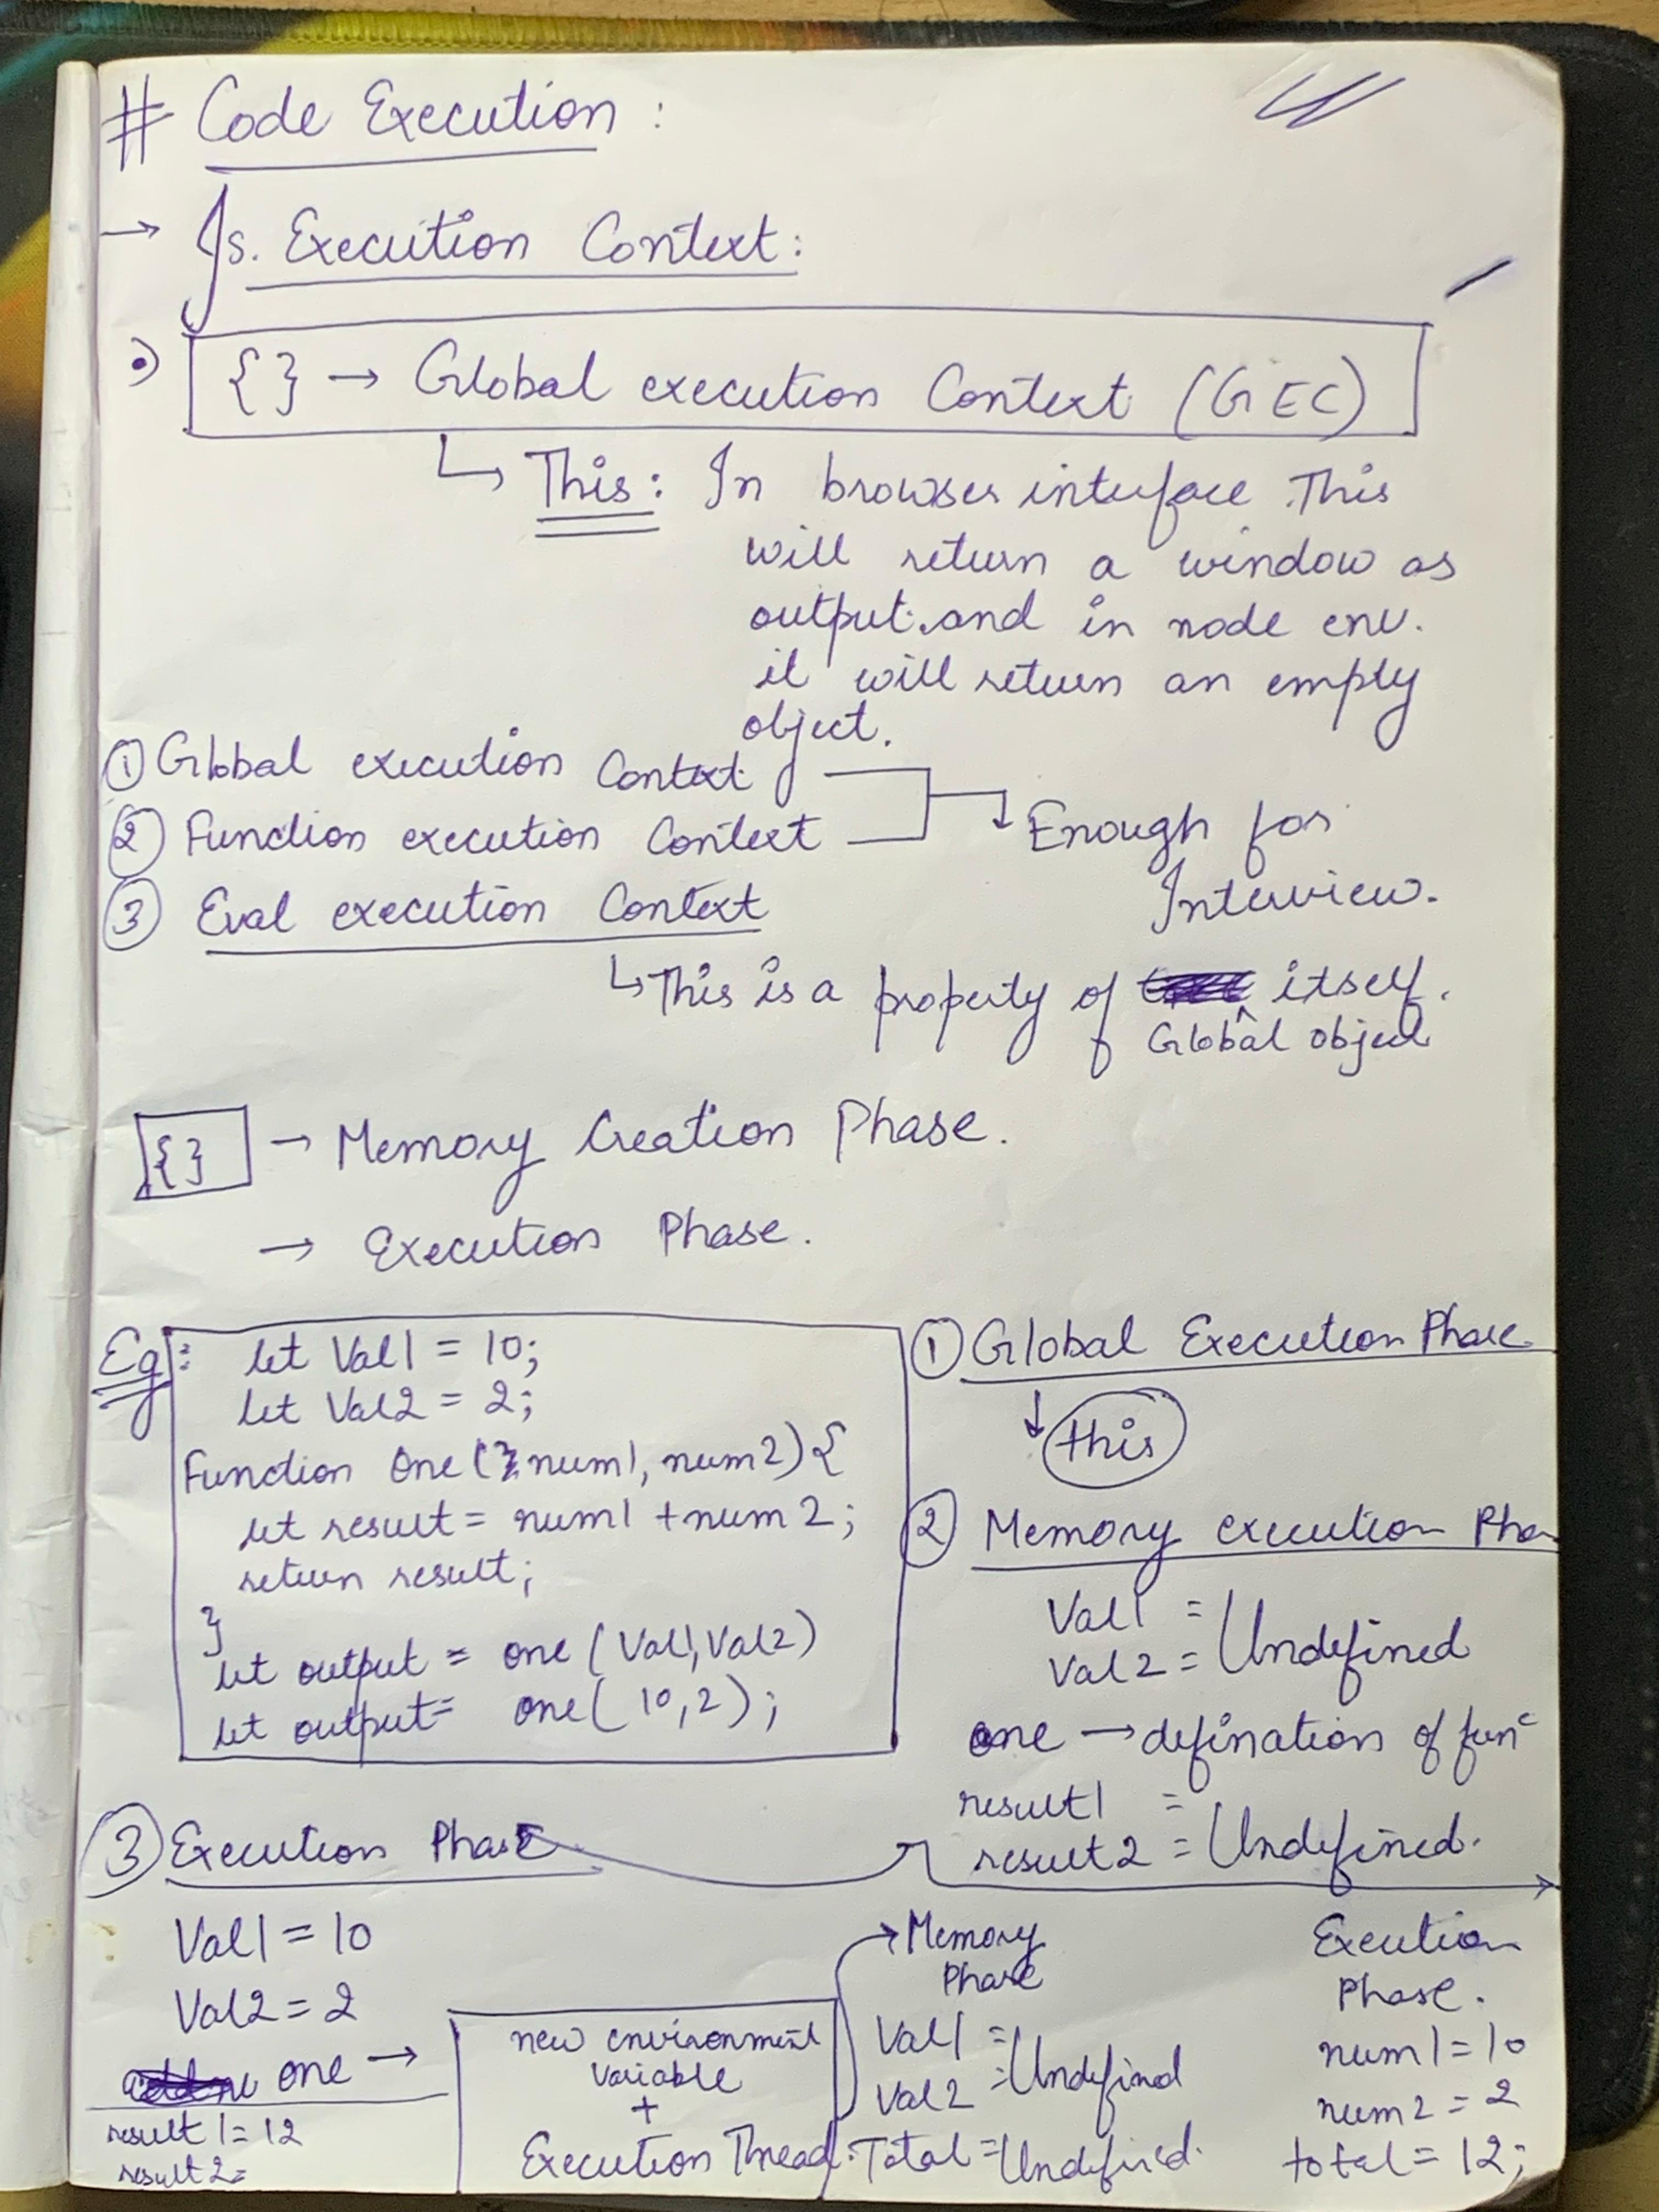 # Code Execution :
→ Js. Execution Context:
•) {} → Global execution Context (GEC)
↳ This : In browser interface This
will return a window as
output. and in node env.
it will return an empty
object.
① Global execution Context
② Function execution Context
Enough for
Interview.
③ Eval execution Context
↳ This is a property of itself.
Global object
{} → Memory Creation Phase.
→ Execution Phase.
Eg: let Val1 = 10;
let Val2 = 2;
Function One ( num1, num2) {
let result = num1 + num2;
return result;
}
let output = one (Val1, Val2)
let output = one( 10, 2);
① Global Execution Phase
↓ this
② Memory execution Pha
Val1 =
Val2 = Undefined
one → defination of funᶜ
result1 =
result2 = Undefined.
③ Execution Phase
Val1 = 10
Val2 = 2
one →
result 1 = 12
result 2 =
new environment
Variable
+
Execution Thread.
→ Memory
Phase
Val1 =
Val2 = Undefined
Total = Undefined.
Exeution
Phase.
num1 = 10
num2 = 2
total = 12;